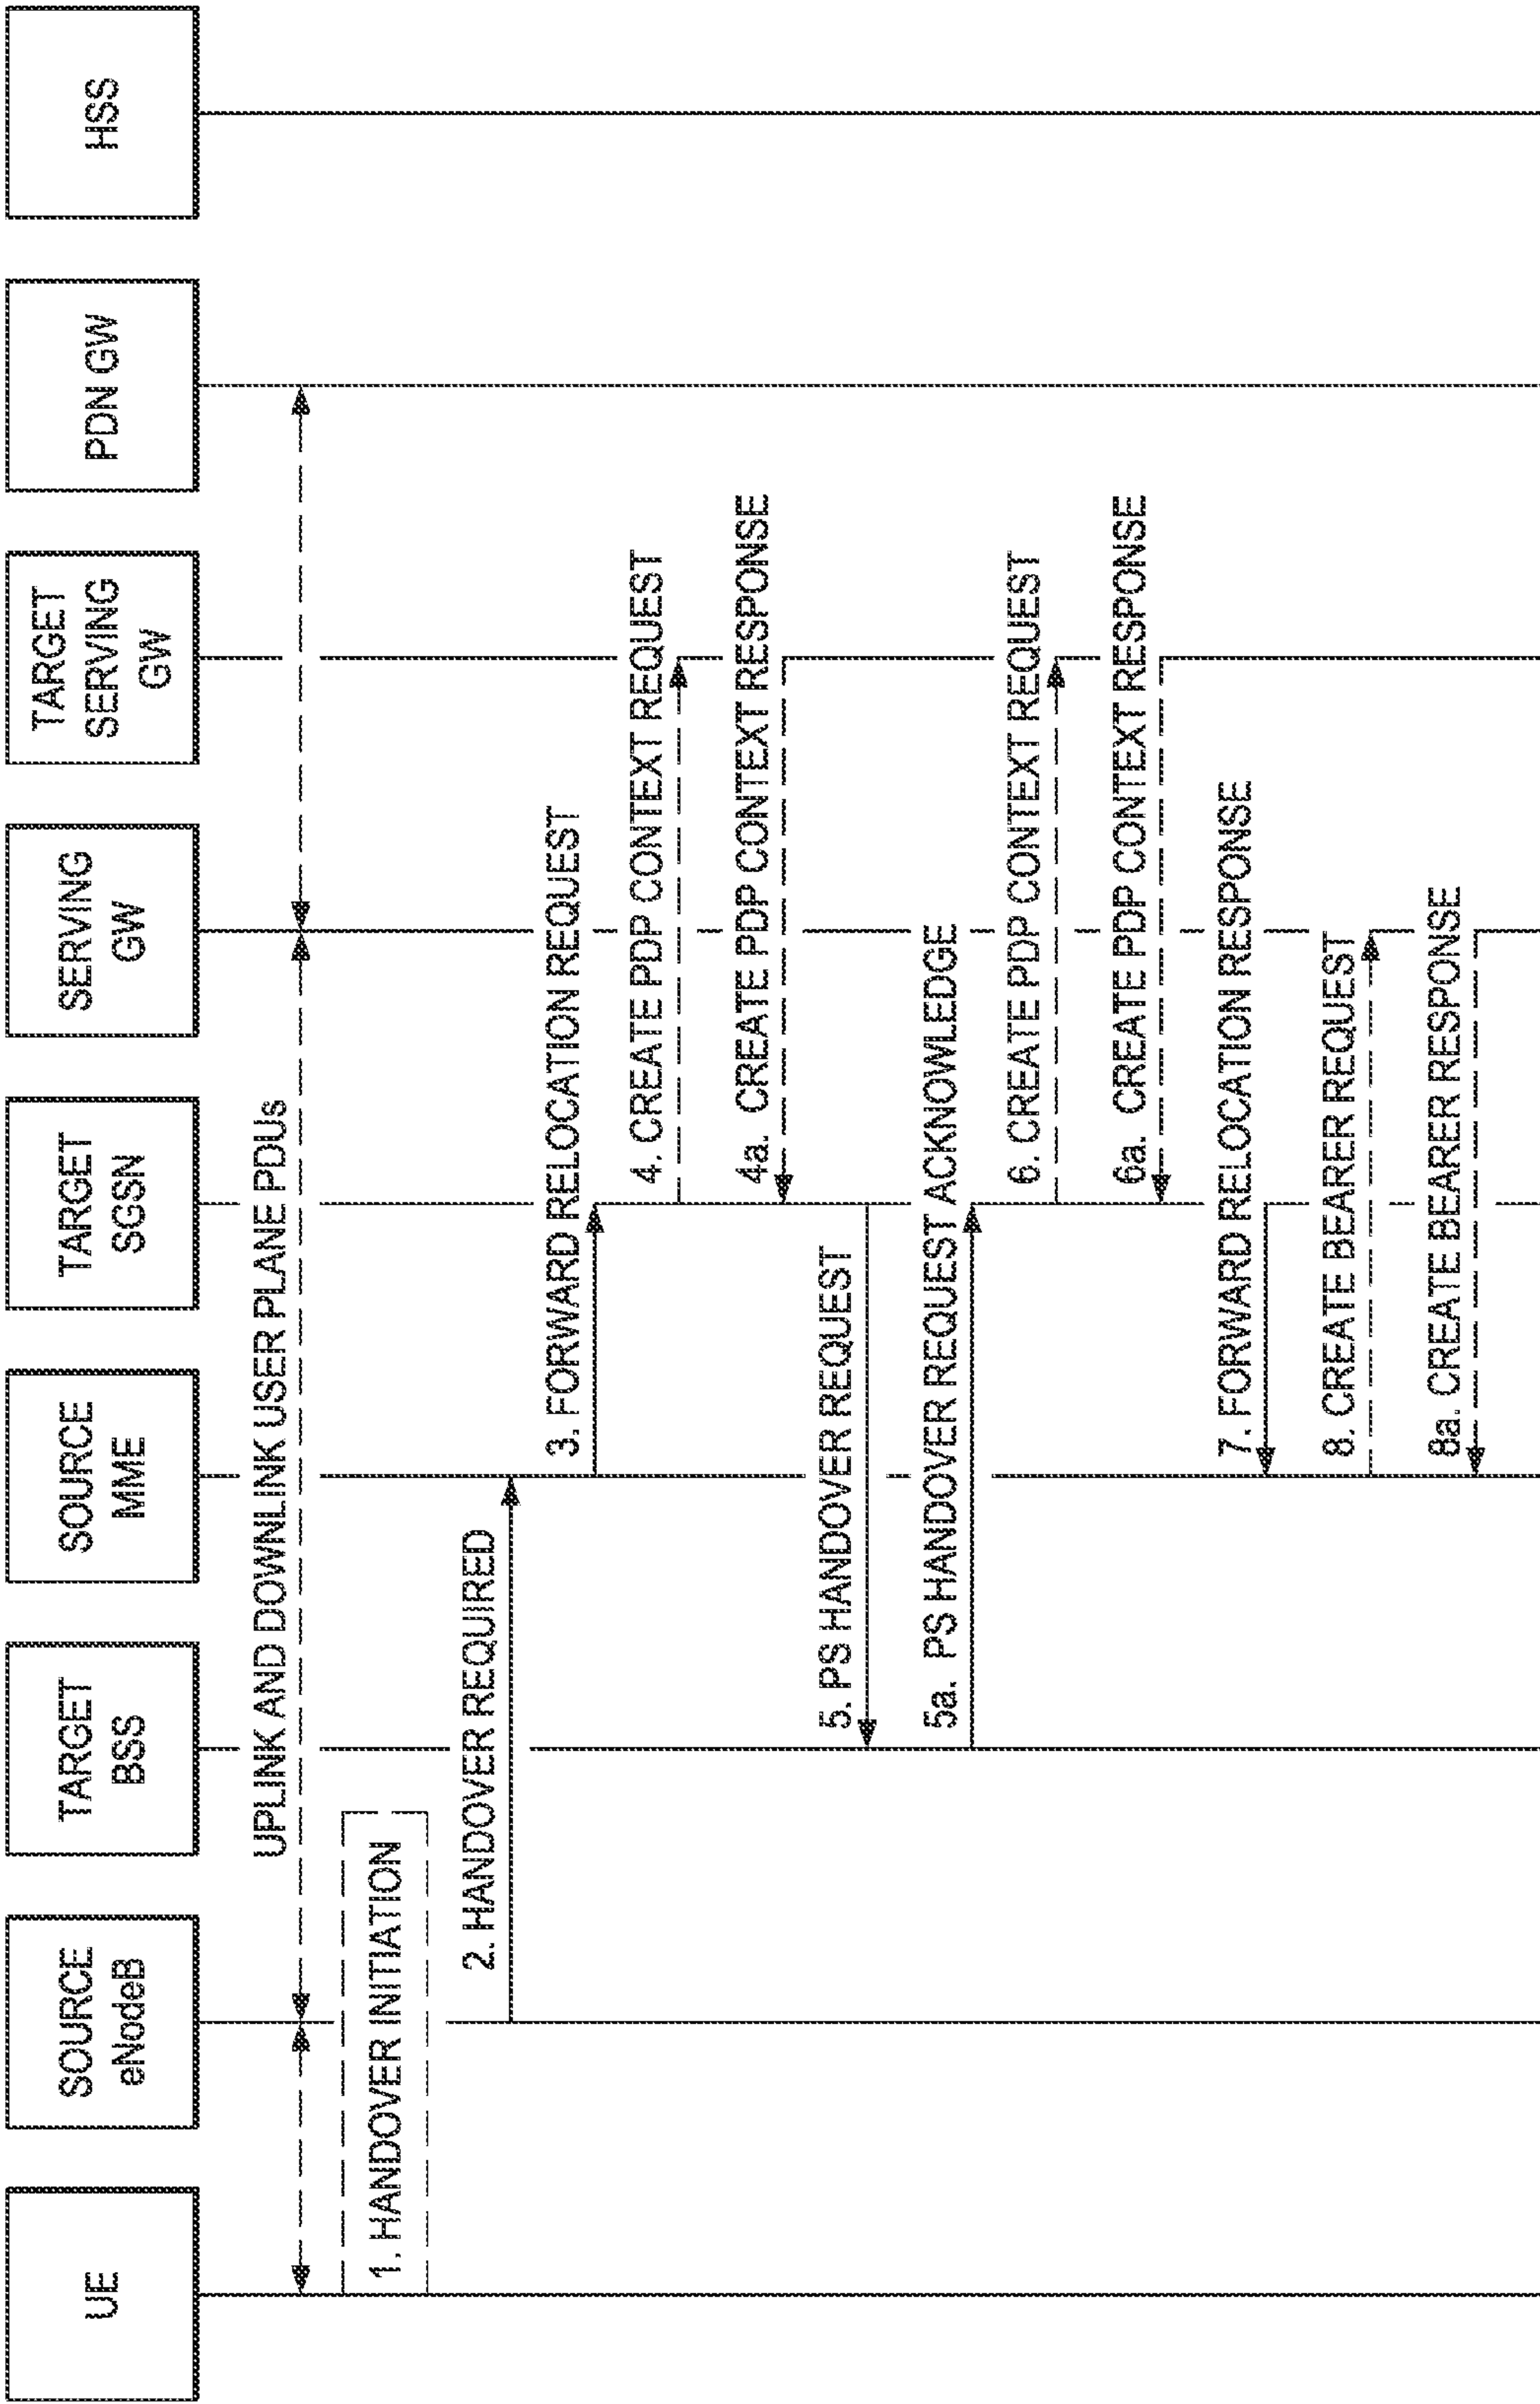 UE
SOURCE
eNodeB
TARGET
BSS
SOURCE
MME
TARGET
SGSN
SERVING
GW
TARGET
SERVING
GW
PDN GW
HSS
UPLINK AND DOWNLINK USER PLANE PDUs
1. HANDOVER INITIATION
2. HANDOVER REQUIRED
3. FORWARD RELOCATION REQUEST
4. CREATE PDP CONTEXT REQUEST
4a. CREATE PDP CONTEXT RESPONSE
5. PS HANDOVER REQUEST
5a. PS HANDOVER REQUEST ACKNOWLEDGE
6. CREATE PDP CONTEXT REQUEST
6a. CREATE PDP CONTEXT RESPONSE
7. FORWARD RELOCATION RESPONSE
8. CREATE BEARER REQUEST
8a. CREATE BEARER RESPONSE